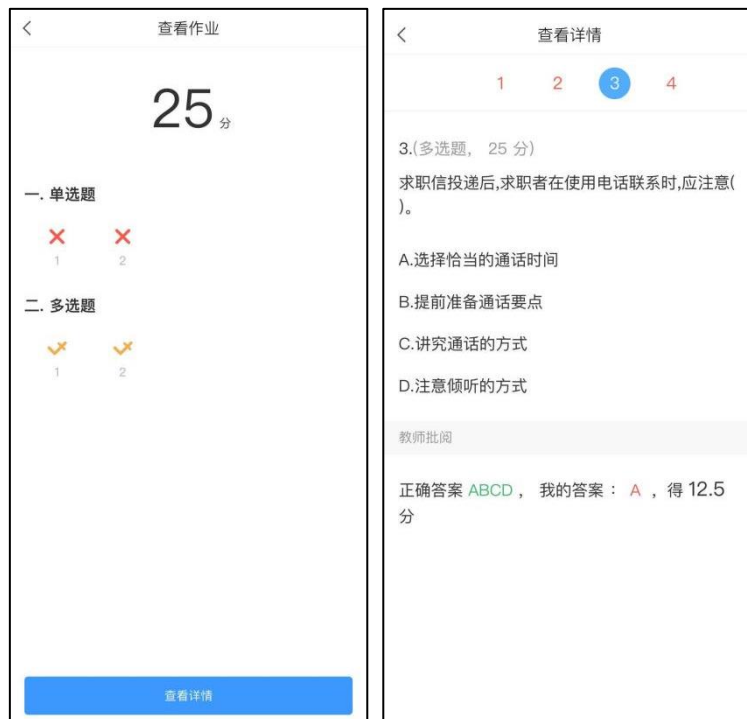 查看作业
25 分
一. 单选题
1 2
二. 多选题
1 2
查看详情
查看详情
1 2 3 4
3.(多选题， 25 分)
求职信投递后,求职者在使用电话联系时,应注意(
)。
A.选择恰当的通话时间
B.提前准备通话要点
C.讲究通话的方式
D.注意倾听的方式
教师批阅
正确答案 ABCD ， 我的答案： A ，得 12.5
分